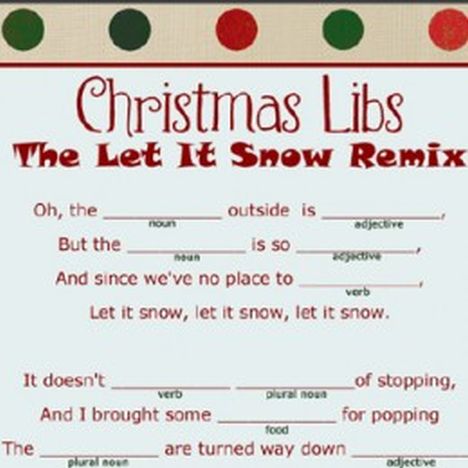 Christmas Libs
The Let It Snow Remix
Oh, the ____________ outside is ____________,
noun adjective
But the ____________ is so ____________,
noun adjective
And since we've no place to ____________,
verb
Let it snow, let it snow, let it snow.
It doesn't ____________ ____________of stopping,
verb plural noun
And I brought some ____________ for popping
food
The ____________ are turned way down ____________
plural noun adjective